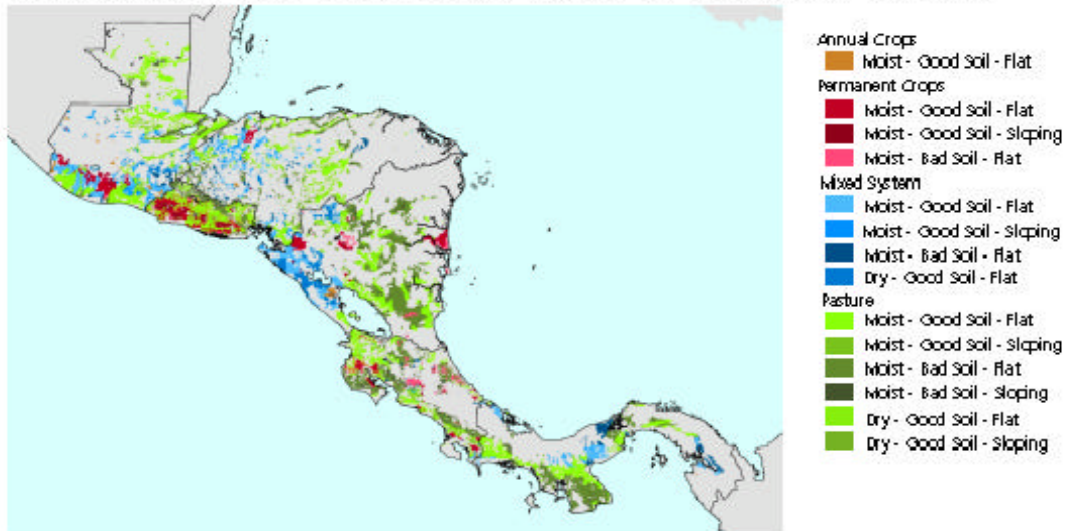 Annual Crops
Moist - Good Soil - Flat
Permanent Crops
Moist - Good Soil - Flat
Moist - Good Soil - Sloping
Moist - Bad Soil - Flat
Mixed System
Moist - Good Soil - Flat
Moist - Good Soil - Sloping
Moist - Bad Soil - Flat
Dry - Good Soil - Flat
Pasture
Moist - Good Soil - Flat
Moist - Good Soil - Sloping
Moist - Bad Soil - Flat
Moist - Bad Soil - Sloping
Dry - Good Soil - Flat
Dry - Good Soil - Sloping